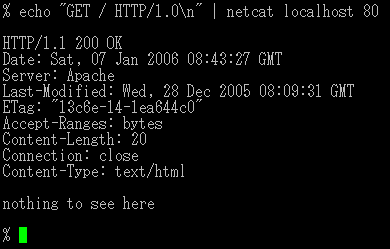 % echo "GET / HTTP/1.0\n" | netcat localhost 80
HTTP/1.1 200 OK
Date: Sat, 07 Jan 2006 08:43:27 GMT
Server: Apache
Last-Modified: Wed, 28 Dec 2005 08:09:31 GMT
ETag: "13c6e-14-1ea644c0"
Accept-Ranges: bytes
Content-Length: 20
Connection: close
Content-Type: text/html
nothing to see here
%